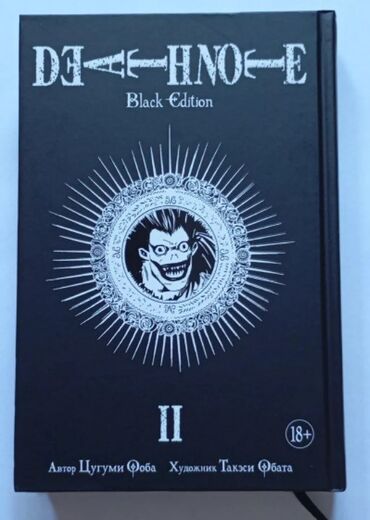 DEATH NOTE
Black Edition
II
18+
Автор Цугуми Ооба Художник Такэси Обата